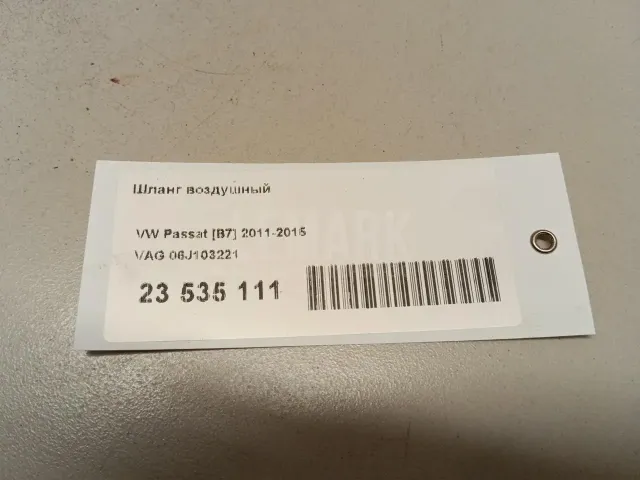 Шланг воздушный
VW Passat [B7] 2011-2015
VAG 06J103221
23 535 111